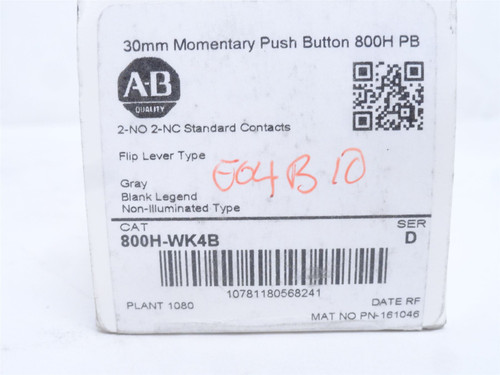 30mm Momentary Push Button 800H PB
A-B
QUALITY
2-NO 2-NC Standard Contacts
Flip Lever Type
E04B10
Gray
Blank Legend
Non-Illuminated Type
CAT
SER
800H-WK4B
D
10781180568241
PLANT 1080
DATE RF
MAT NO PN-161046